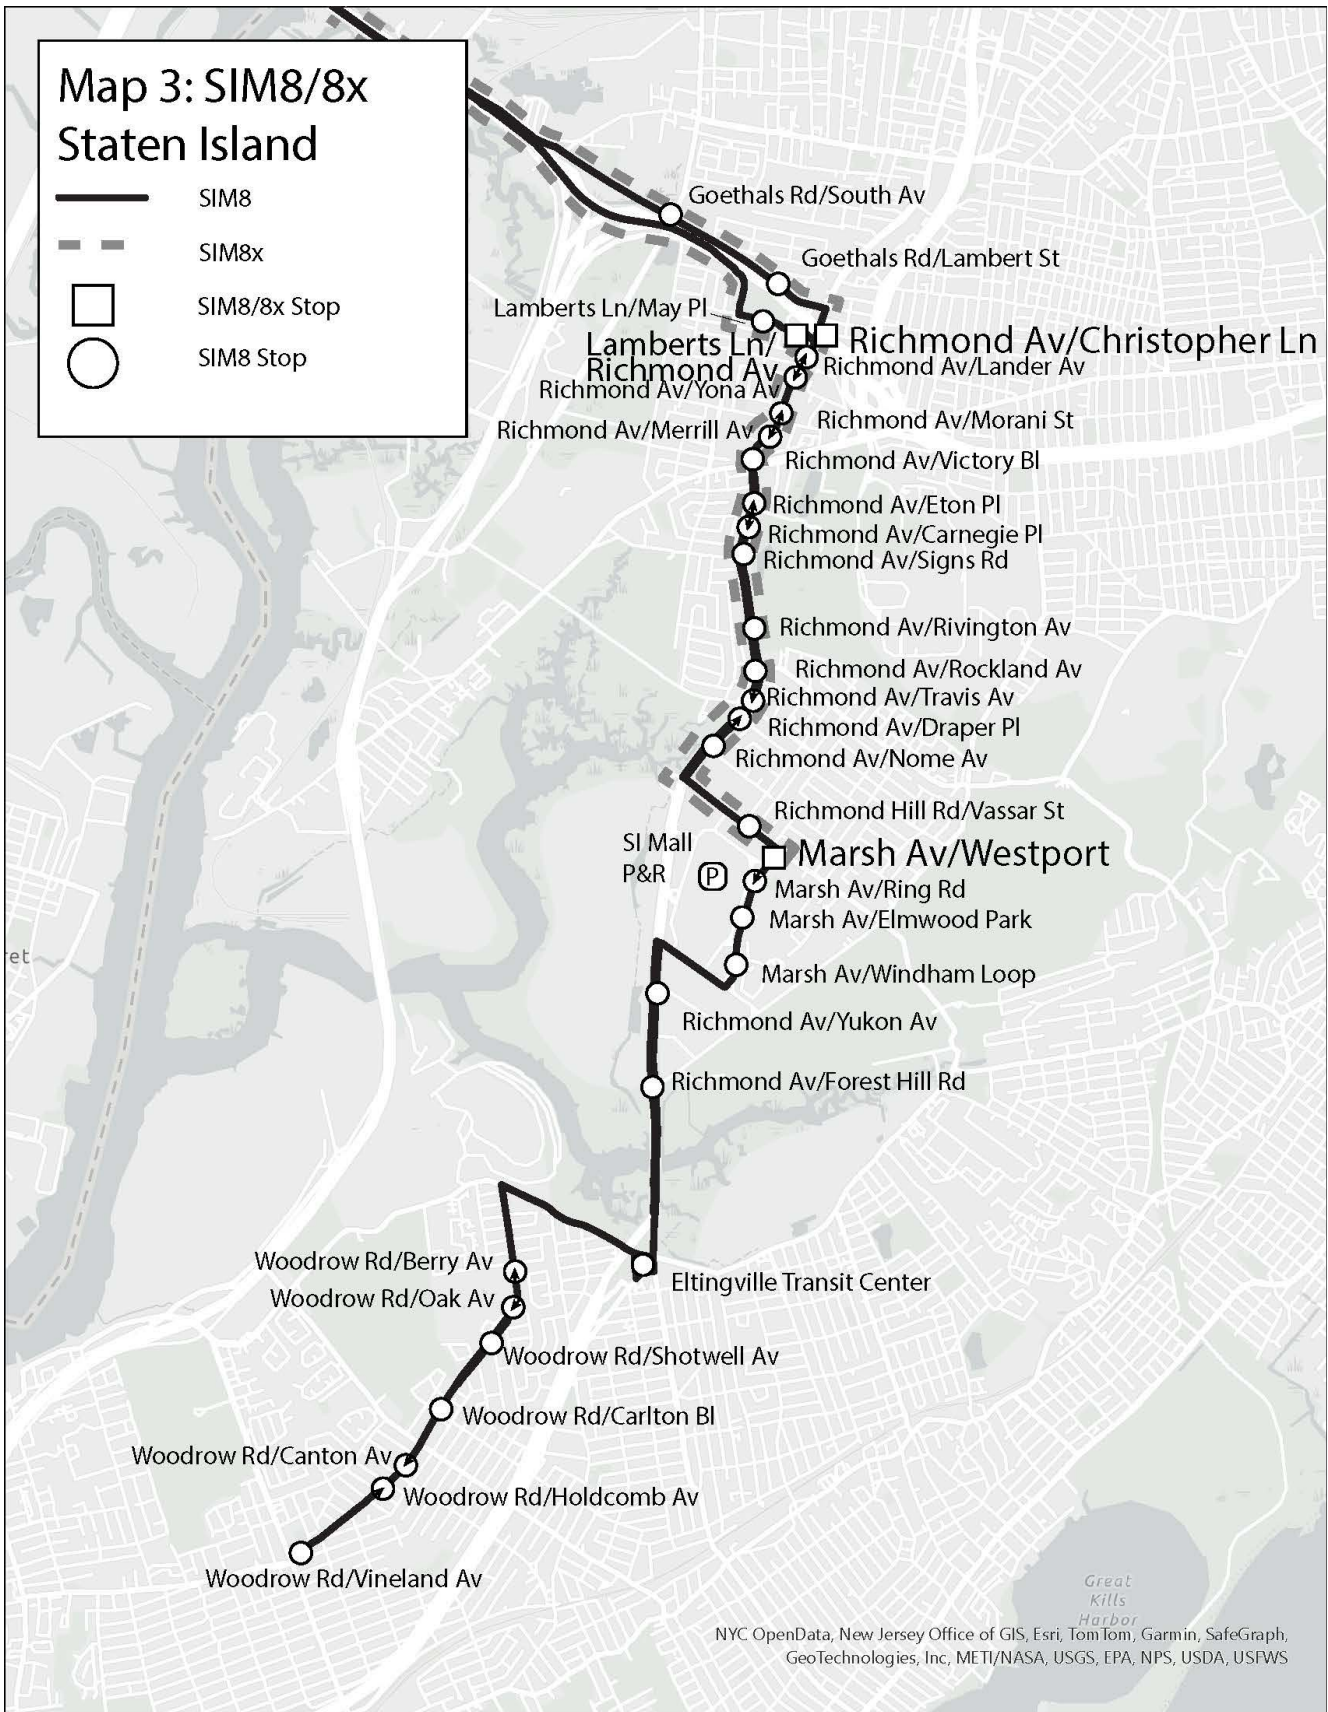 Map 3: SIM8/8x
Staten Island
SIM8
SIM8x
SIM8/8x Stop
SIM8 Stop
Goethals Rd/South Av
Goethals Rd/Lambert St
Lamberts Ln/May Pl
Lamberts Ln/
Richmond Av
Richmond Av/Christopher Ln
Richmond Av/Lander Av
Richmond Av/Yona Av
Richmond Av/Morani St
Richmond Av/Merrill Av
Richmond Av/Victory Bl
Richmond Av/Eton Pl
Richmond Av/Carnegie Pl
Richmond Av/Signs Rd
Richmond Av/Rivington Av
Richmond Av/Rockland Av
Richmond Av/Travis Av
Richmond Av/Draper Pl
Richmond Av/Nome Av
Richmond Hill Rd/Vassar St
SI Mall
P&R
P
Marsh Av/Westport
Marsh Av/Ring Rd
Marsh Av/Elmwood Park
ret
Marsh Av/Windham Loop
Richmond Av/Yukon Av
Richmond Av/Forest Hill Rd
Woodrow Rd/Berry Av
Eltingville Transit Center
Woodrow Rd/Oak Av
Woodrow Rd/Shotwell Av
Woodrow Rd/Carlton Bl
Woodrow Rd/Canton Av
Woodrow Rd/Holdcomb Av
Woodrow Rd/Vineland Av
Great
Kills
Harbor
NYC OpenData, New Jersey Office of GIS, Esri, TomTom, Garmin, SafeGraph,
GeoTechnologies, Inc, METI/NASA, USGS, EPA, NPS, USDA, USFWS